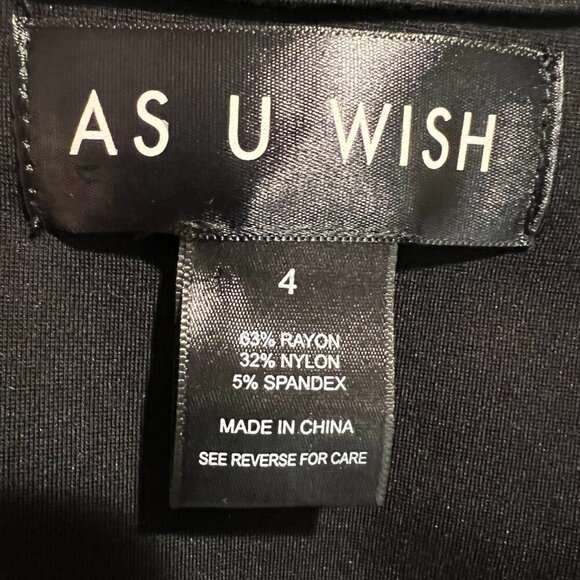 AS U WISH
4
63% RAYON
32% NYLON
5% SPANDEX
MADE IN CHINA
SEE REVERSE FOR CARE